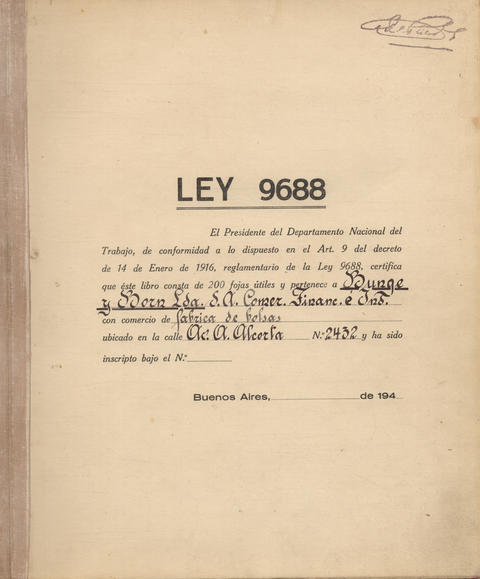 LEY 9688
El Presidente del Departamento Nacional del
Trabajo, de conformidad a lo dispuesto en el Art. 9 del decreto
de 14 de Enero de 1916, reglamentario de la Ley 9688, certifica
que éste libro consta de 200 fojas útiles y pertenece a Bunge
y Born Lda. S. A. Comer. Financ. é Ind.
con comercio de fabrica de bolsas
ubicado en la calle Av. A. Alcorta N.º 2432 y ha sido
inscripto bajo el N.º
Buenos Aires, de 194